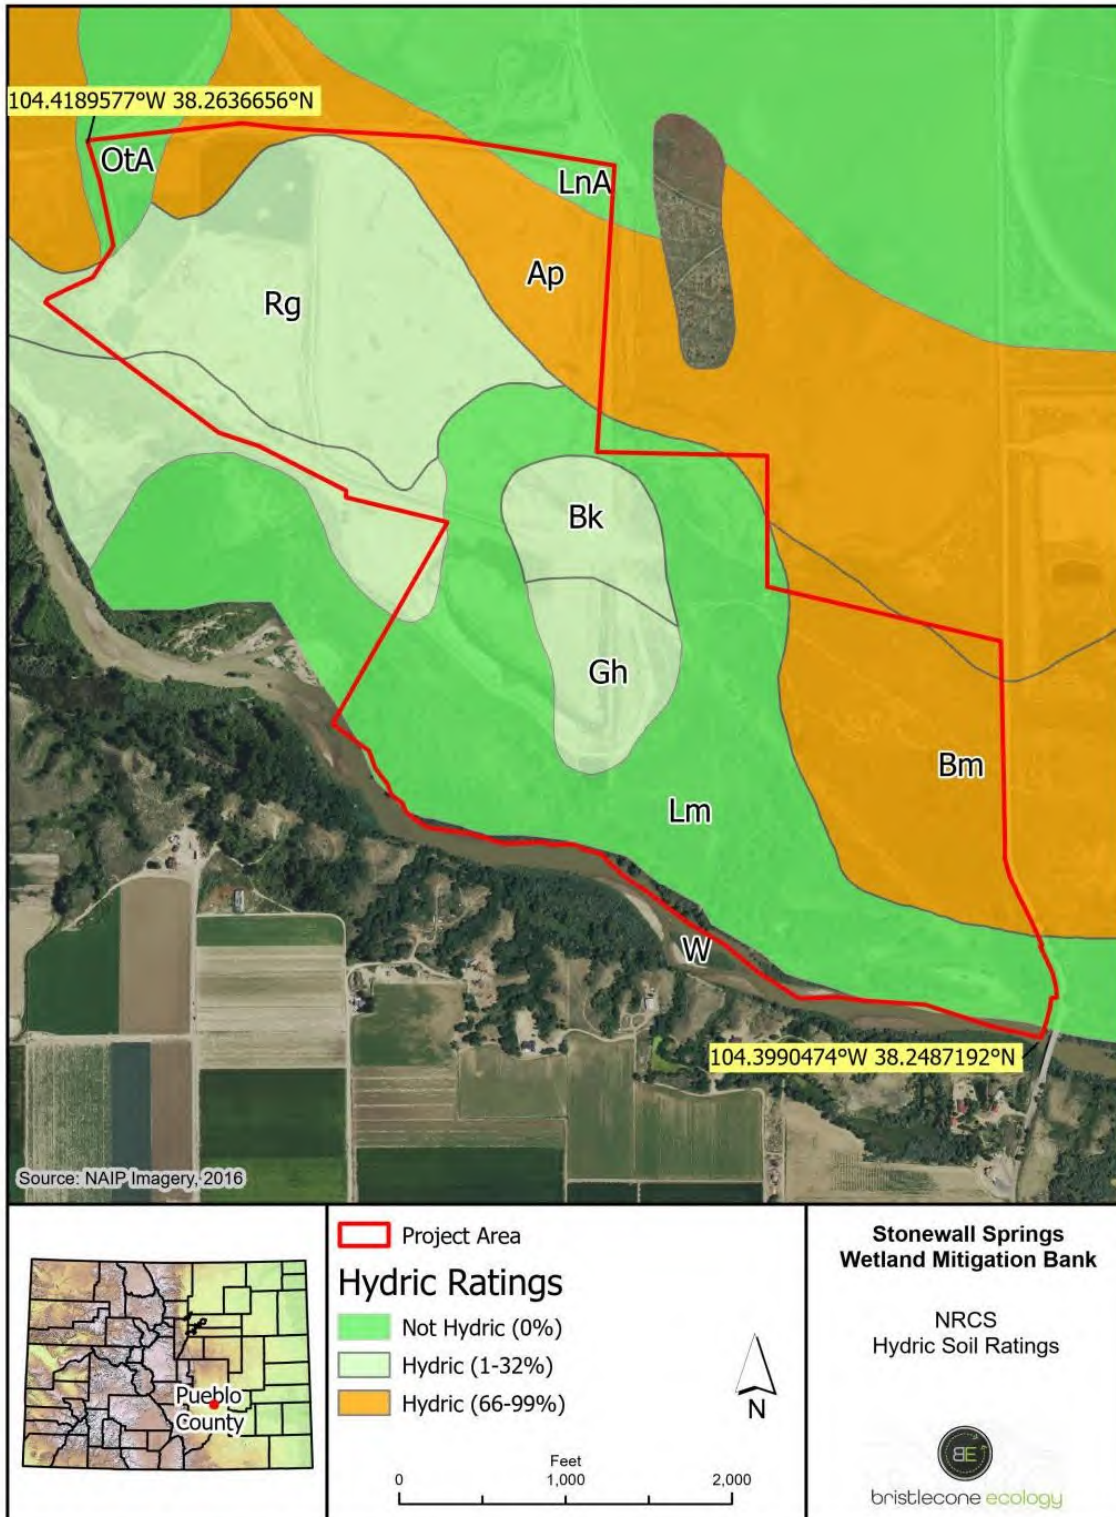 104.4189577°W 38.2636656°N
OtA
LnA
Ap
Rg
Bk
Gh
Bm
Lm
W
104.3990474°W 38.2487192°N
Source: NAIP Imagery, 2016
Pueblo
County
Project Area
Hydric Ratings
Not Hydric (0%)
Hydric (1-32%)
Hydric (66-99%)
N
Feet
0 1,000 2,000
Stonewall Springs
Wetland Mitigation Bank
NRCS
Hydric Soil Ratings
BE
bristlecone ecology